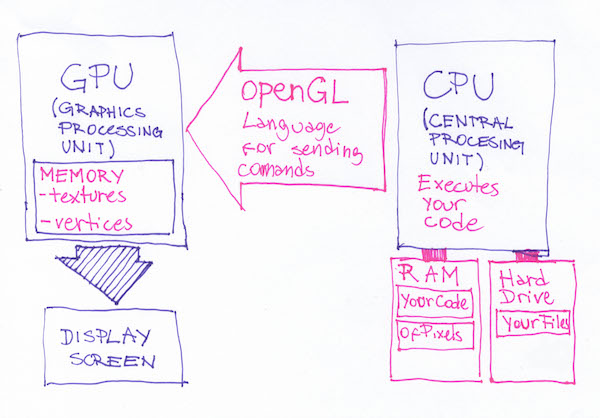 GPU
(GRAPHICS
PROCESSING
UNIT)
MEMORY
-textures
-vertices
DISPLAY
SCREEN
OpenGL
Language
For sending
comands
CPU
(CENTRAL
PROCESING
UNIT)
Executes
your
code
RAM
YourCode
OfPixels
Hard
Drive
YourFiles